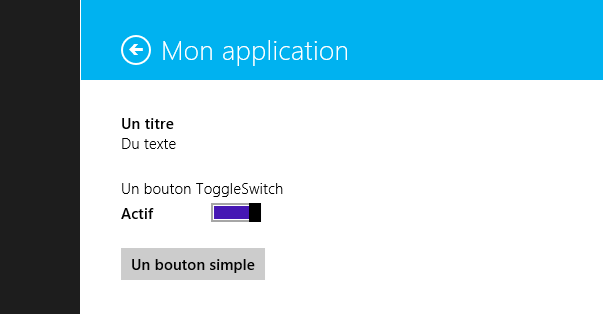 Mon application
Un titre
Du texte
Un bouton ToggleSwitch
Actif
Un bouton simple